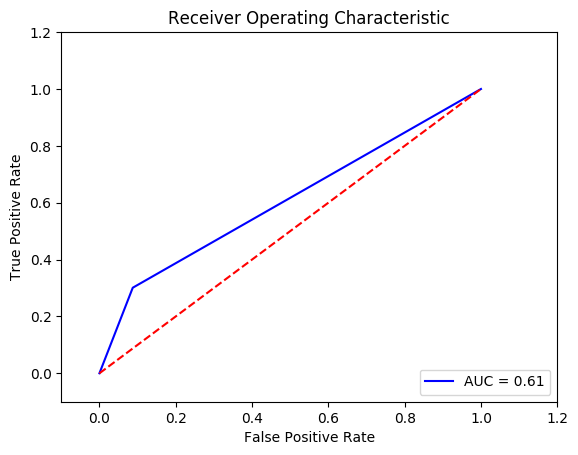 Receiver Operating Characteristic
1.2
1.0
0.8
0.6
0.4
0.2
0.0
True Positive Rate
AUC = 0.61
0.0 0.2 0.4 0.6 0.8 1.0 1.2
False Positive Rate